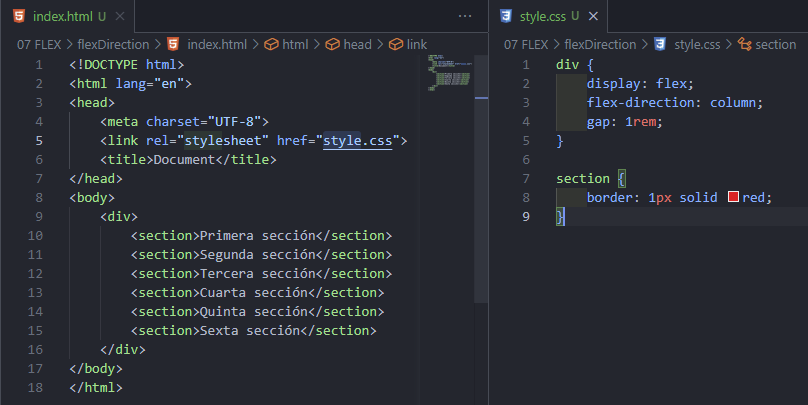 index.html U
07 FLEX > flexDirection > index.html > html > head > link
1 <!DOCTYPE html>
2 <html lang="en">
3 <head>
4 <meta charset="UTF-8">
5 <link rel="stylesheet" href="style.css">
6 <title>Document</title>
7 </head>
8 <body>
9 <div>
10 <section>Primera sección</section>
11 <section>Segunda sección</section>
12 <section>Tercera sección</section>
13 <section>Cuarta sección</section>
14 <section>Quinta sección</section>
15 <section>Sexta sección</section>
16 </div>
17 </body>
18 </html>
style.css U
07 FLEX > flexDirection > style.css > section
1 div {
2 display: flex;
3 flex-direction: column;
4 gap: 1rem;
5 }
6
7 section {
8 border: 1px solid red;
9 }